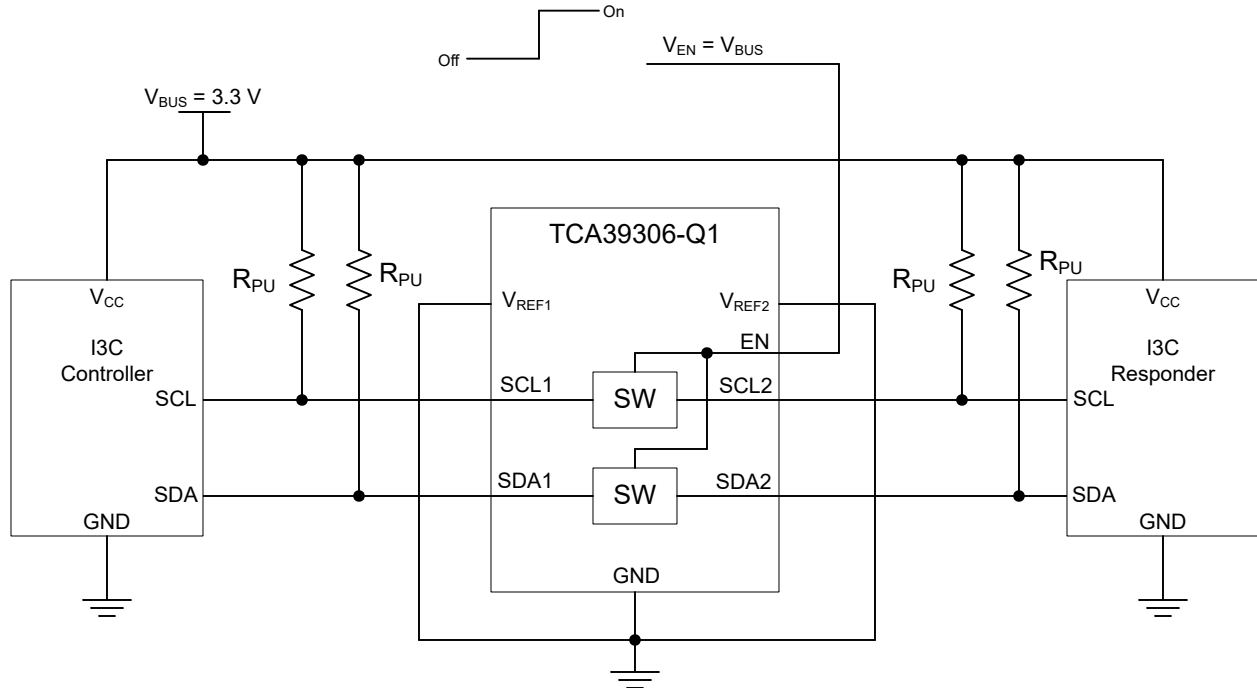 On
Off
V_EN = V_BUS
V_BUS = 3.3 V
TCA39306-Q1
R_PU
R_PU
R_PU
R_PU
V_CC
I3C
Controller
SCL
SDA
GND
V_REF1
V_REF2
EN
SCL1
SW
SCL2
SDA1
SW
SDA2
GND
V_CC
I3C
Responder
SCL
SDA
GND